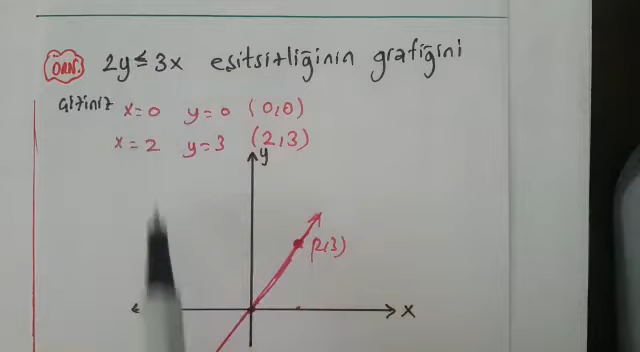 ÖRN. 2y ≤ 3x eşitsizliğinin grafiğini
çiziniz x=0 y=0 (0,0)
x=2 y=3 (2,3)
y
(2,3)
x